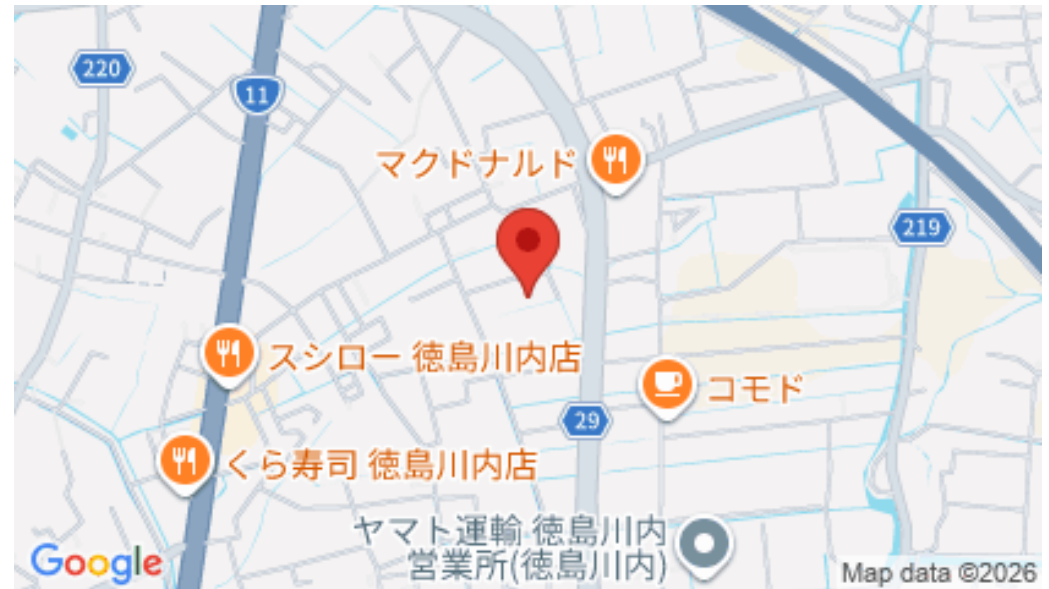 220
11
マクドナルド
219
スシロー 徳島川内店
コモド
29
くら寿司 徳島川内店
ヤマト運輸 徳島川内
営業所(徳島川内)
Google
Map data ©2026